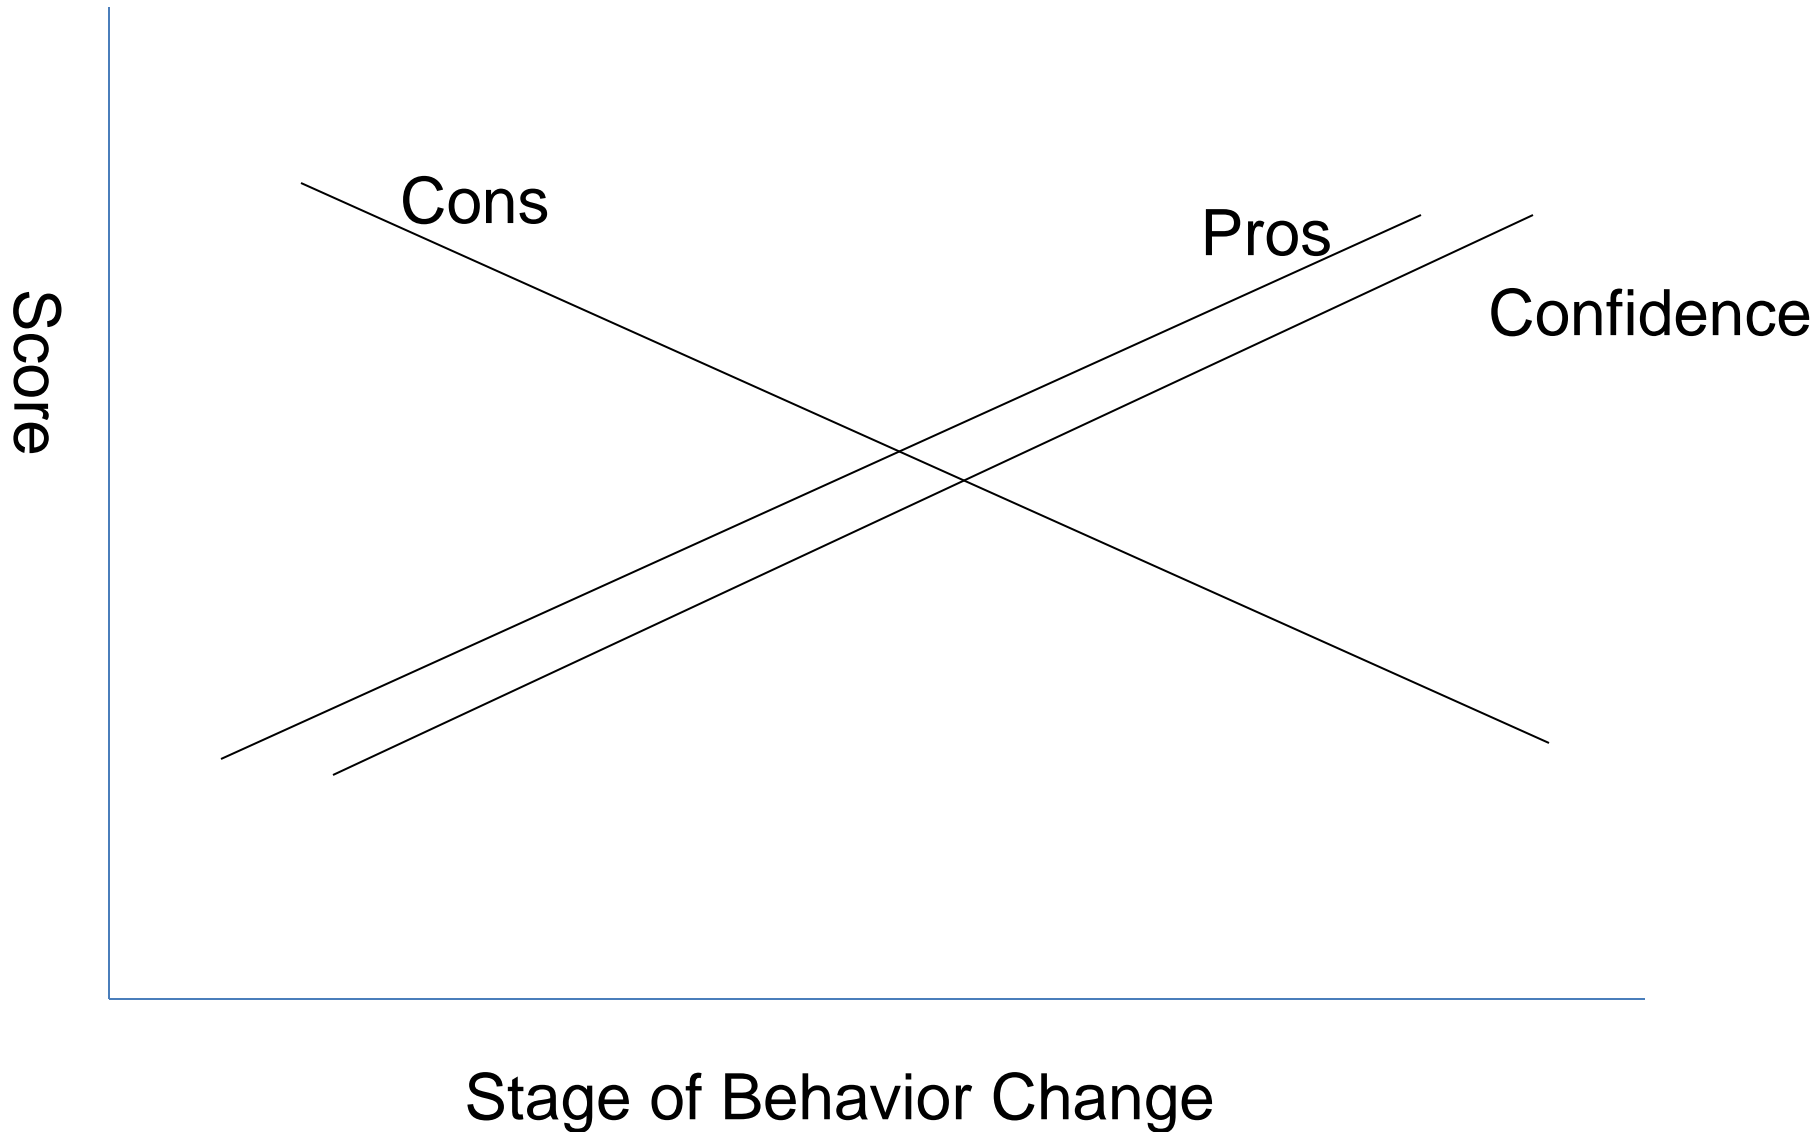 Cons
Pros
Confidence
Score
Stage of Behavior Change